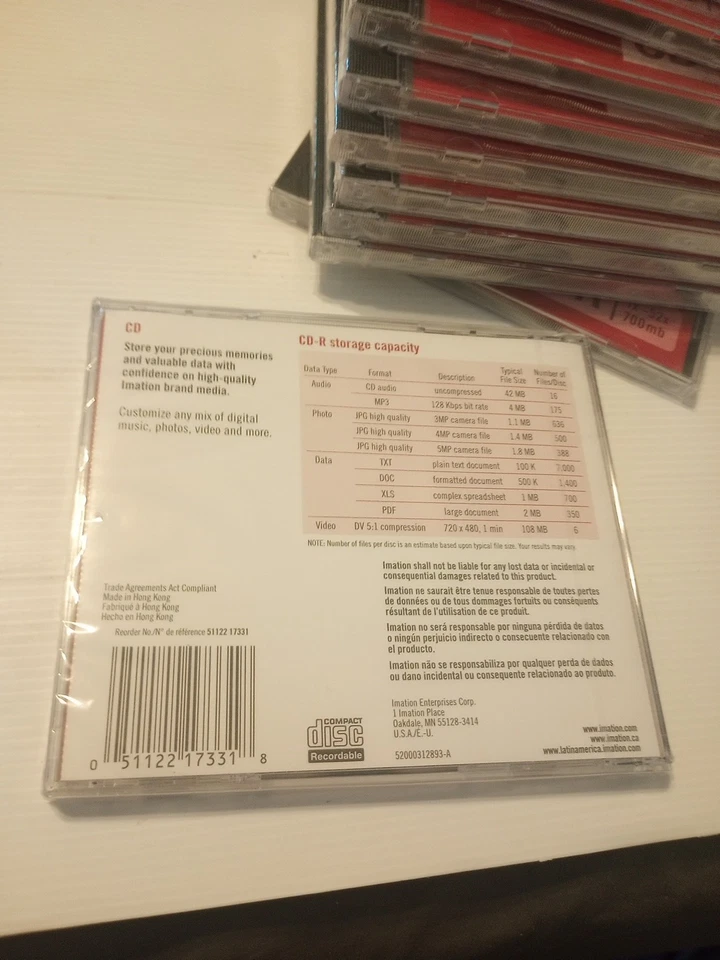 700mb
CD
Store your precious memories
and valuable data with
confidence on high-quality
Imation brand media.
Customize any mix of digital
music, photos, video and more.
CD-R storage capacity
Data Type Format Description Typical File Size Number of Files/Disc
Audio CD audio uncompressed 42 MB 16
MP3 128 Kbps bit rate 4 MB 175
Photo JPG high quality 3MP camera file 1.1 MB 636
JPG high quality 4MP camera file 1.4 MB 500
JPG high quality 5MP camera file 1.8 MB 388
Data TXT plain text document 100 K 7,000
DOC formatted document 500 K 1,400
XLS complex spreadsheet 1 MB 700
PDF large document 2 MB 350
Video DV 5:1 compression 720 x 480, 1 min 108 MB 6
NOTE: Number of files per disc is an estimate based upon typical file size. Your results may vary.
Imation shall not be liable for any lost data or incidental or
consequential damages related to this product.
Imation ne saurait être tenue responsable de toutes pertes
de données ou de tous dommages fortuits ou conséquents
résultant de l'utilisation de ce produit.
Imation no será responsable por ninguna pérdida de datos
o ningún perjuicio indirecto o consecuente relacionado con
el producto.
Imation não se responsabiliza por qualquer perda de dados
ou dano incidental ou consequente relacionado ao produto.
Trade Agreements Act Compliant
Made in Hong Kong
Fabriqué à Hong Kong
Hecho en Hong Kong
Reorder No./N° de référence 51122 17331
0 51122 17331 8
COMPACT
disc
Recordable
Imation Enterprises Corp.
1 Imation Place
Oakdale, MN 55128-3414
U.S.A./E.-U.
52000312893-A
www.imation.com
www.imation.ca
www.latinamerica.imation.com